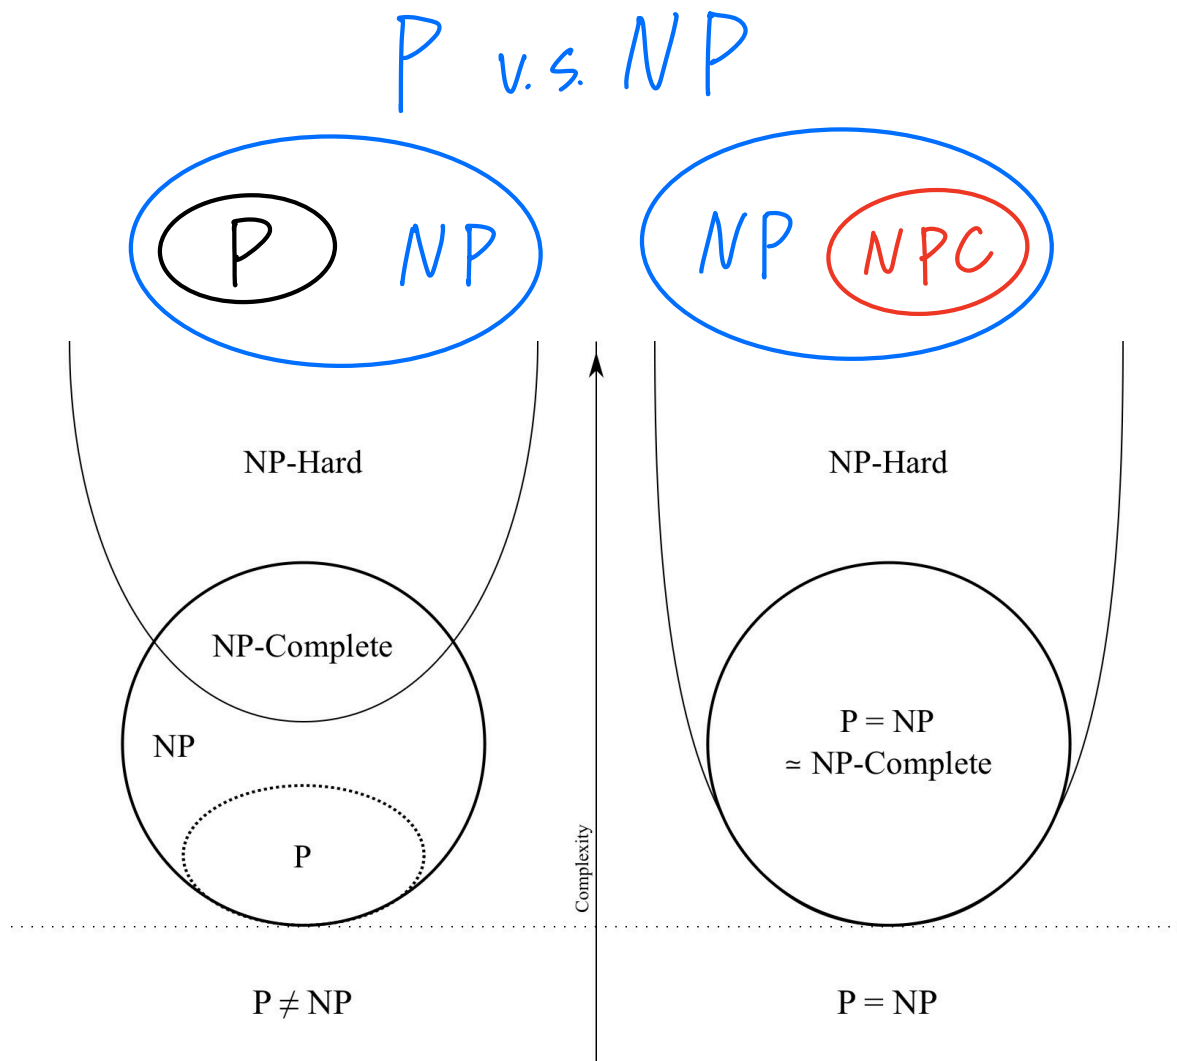 P v.s. NP
P NP
NP NPC
NP-Hard
NP-Complete
NP
P
P ≠ NP
Complexity
NP-Hard
P = NP
≃ NP-Complete
P = NP